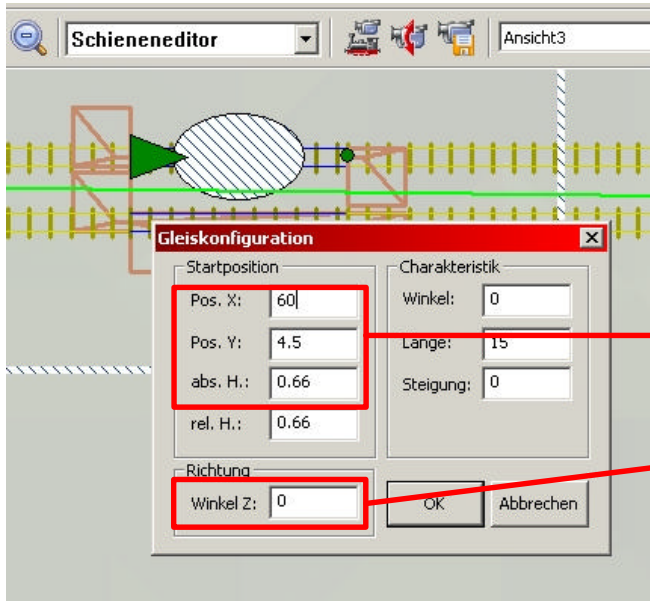 Schieneneditor
Ansicht3
Gleiskonfiguration
Startposition
Pos. X: 60
Pos. Y: 4.5
abs. H.: 0.66
rel. H.: 0.66
Charakteristik
Winkel: 0
Länge: 15
Steigung: 0
Richtung
Winkel Z: 0
OK
Abbrechen